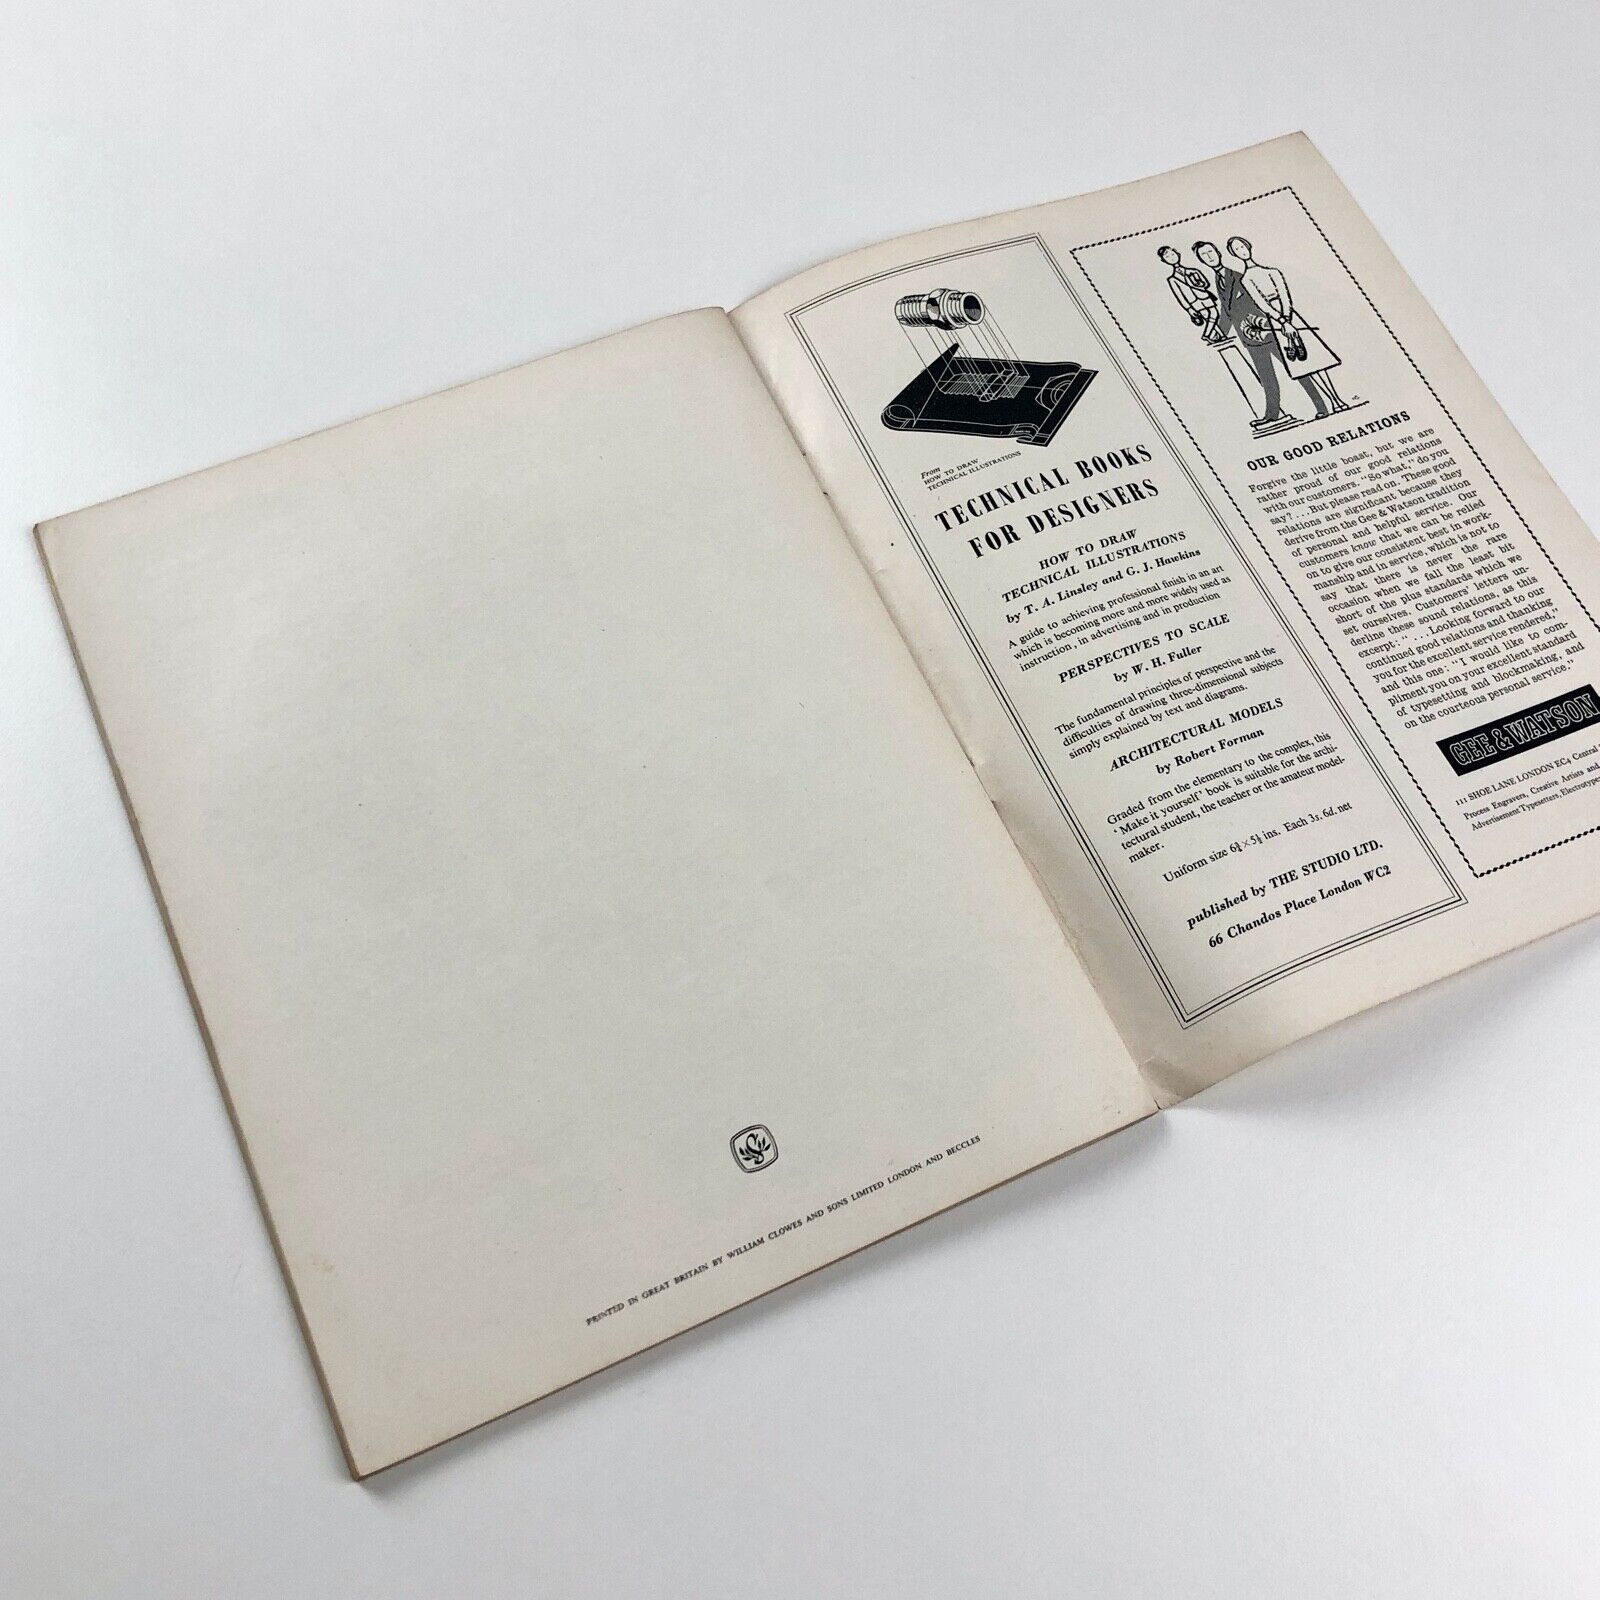 PRINTED IN GREAT BRITAIN BY WILLIAM CLOWES AND SONS LIMITED LONDON AND BECCLES
From
HOW TO DRAW
TECHNICAL ILLUSTRATIONS
TECHNICAL BOOKS
FOR DESIGNERS
HOW TO DRAW
TECHNICAL ILLUSTRATIONS
by T. A. Linsley and G. J. Hawkins
A guide to achieving professional finish in an art
which is becoming more and more widely used as
instruction, in advertising and in production
PERSPECTIVES TO SCALE
by W. H. Fuller
The fundamental principles of perspective and the
difficulties of drawing three-dimensional subjects
simply explained by text and diagrams.
ARCHITECTURAL MODELS
by Robert Forman
Graded from the elementary to the complex, this
‘Make it yourself’ book is suitable for the archi-
tectural student, the teacher or the amateur model-
maker.
Uniform size 6¾ × 5½ ins. Each 3s. 6d. net
published by THE STUDIO LTD.
66 Chandos Place London WC2
OUR GOOD RELATIONS
Forgive the little boast, but we are
rather proud of our good relations
with our customers. “So what,” do you
say? ... But please read on. These good
relations are significant because they
derive from the Gee & Watson tradition
of personal and helpful service. Our
customers know that we can be relied
on to give our consistent best in work-
manship and in service, which is not to
say that there is never the rare
occasion when we fall the least bit
short of the plus standards which we
set ourselves. Customers’ letters un-
derline these sound relations, as this
excerpt: “... Looking forward to our
continued good relations and thanking
you for the excellent service rendered,”
and this one: “I would like to com-
pliment you on your excellent standard
of typesetting and blockmaking, and
on the courteous personal service.”
GEE & WATSON
111 SHOE LANE LONDON EC4 Central
Process Engravers, Creative Artists and
Advertisement Typesetters, Electrotypers